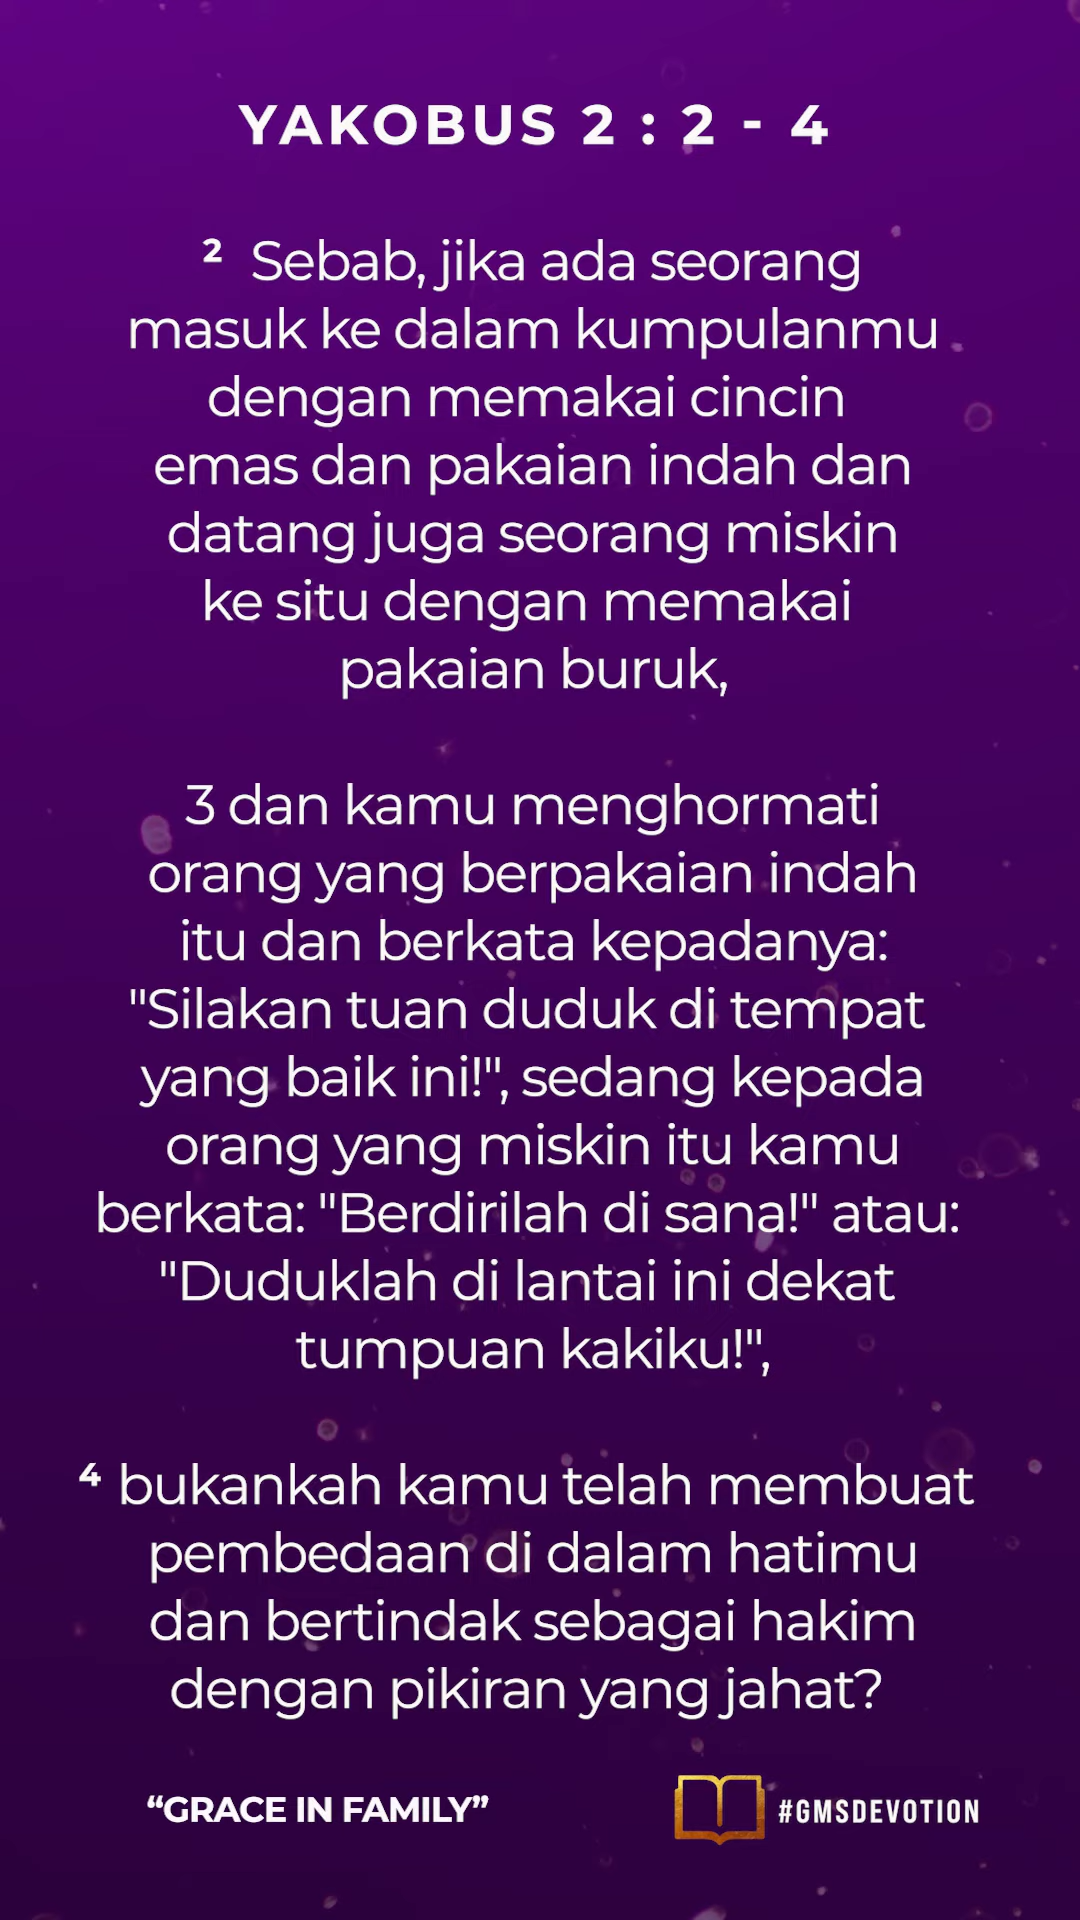 YAKOBUS 2 : 2 - 4
² Sebab, jika ada seorang
masuk ke dalam kumpulanmu
dengan memakai cincin
emas dan pakaian indah dan
datang juga seorang miskin
ke situ dengan memakai
pakaian buruk,
3 dan kamu menghormati
orang yang berpakaian indah
itu dan berkata kepadanya:
"Silakan tuan duduk di tempat
yang baik ini!", sedang kepada
orang yang miskin itu kamu
berkata: "Berdirilah di sana!" atau:
"Duduklah di lantai ini dekat
tumpuan kakiku!",
⁴ bukankah kamu telah membuat
pembedaan di dalam hatimu
dan bertindak sebagai hakim
dengan pikiran yang jahat?
“GRACE IN FAMILY”
#GMSDEVOTION